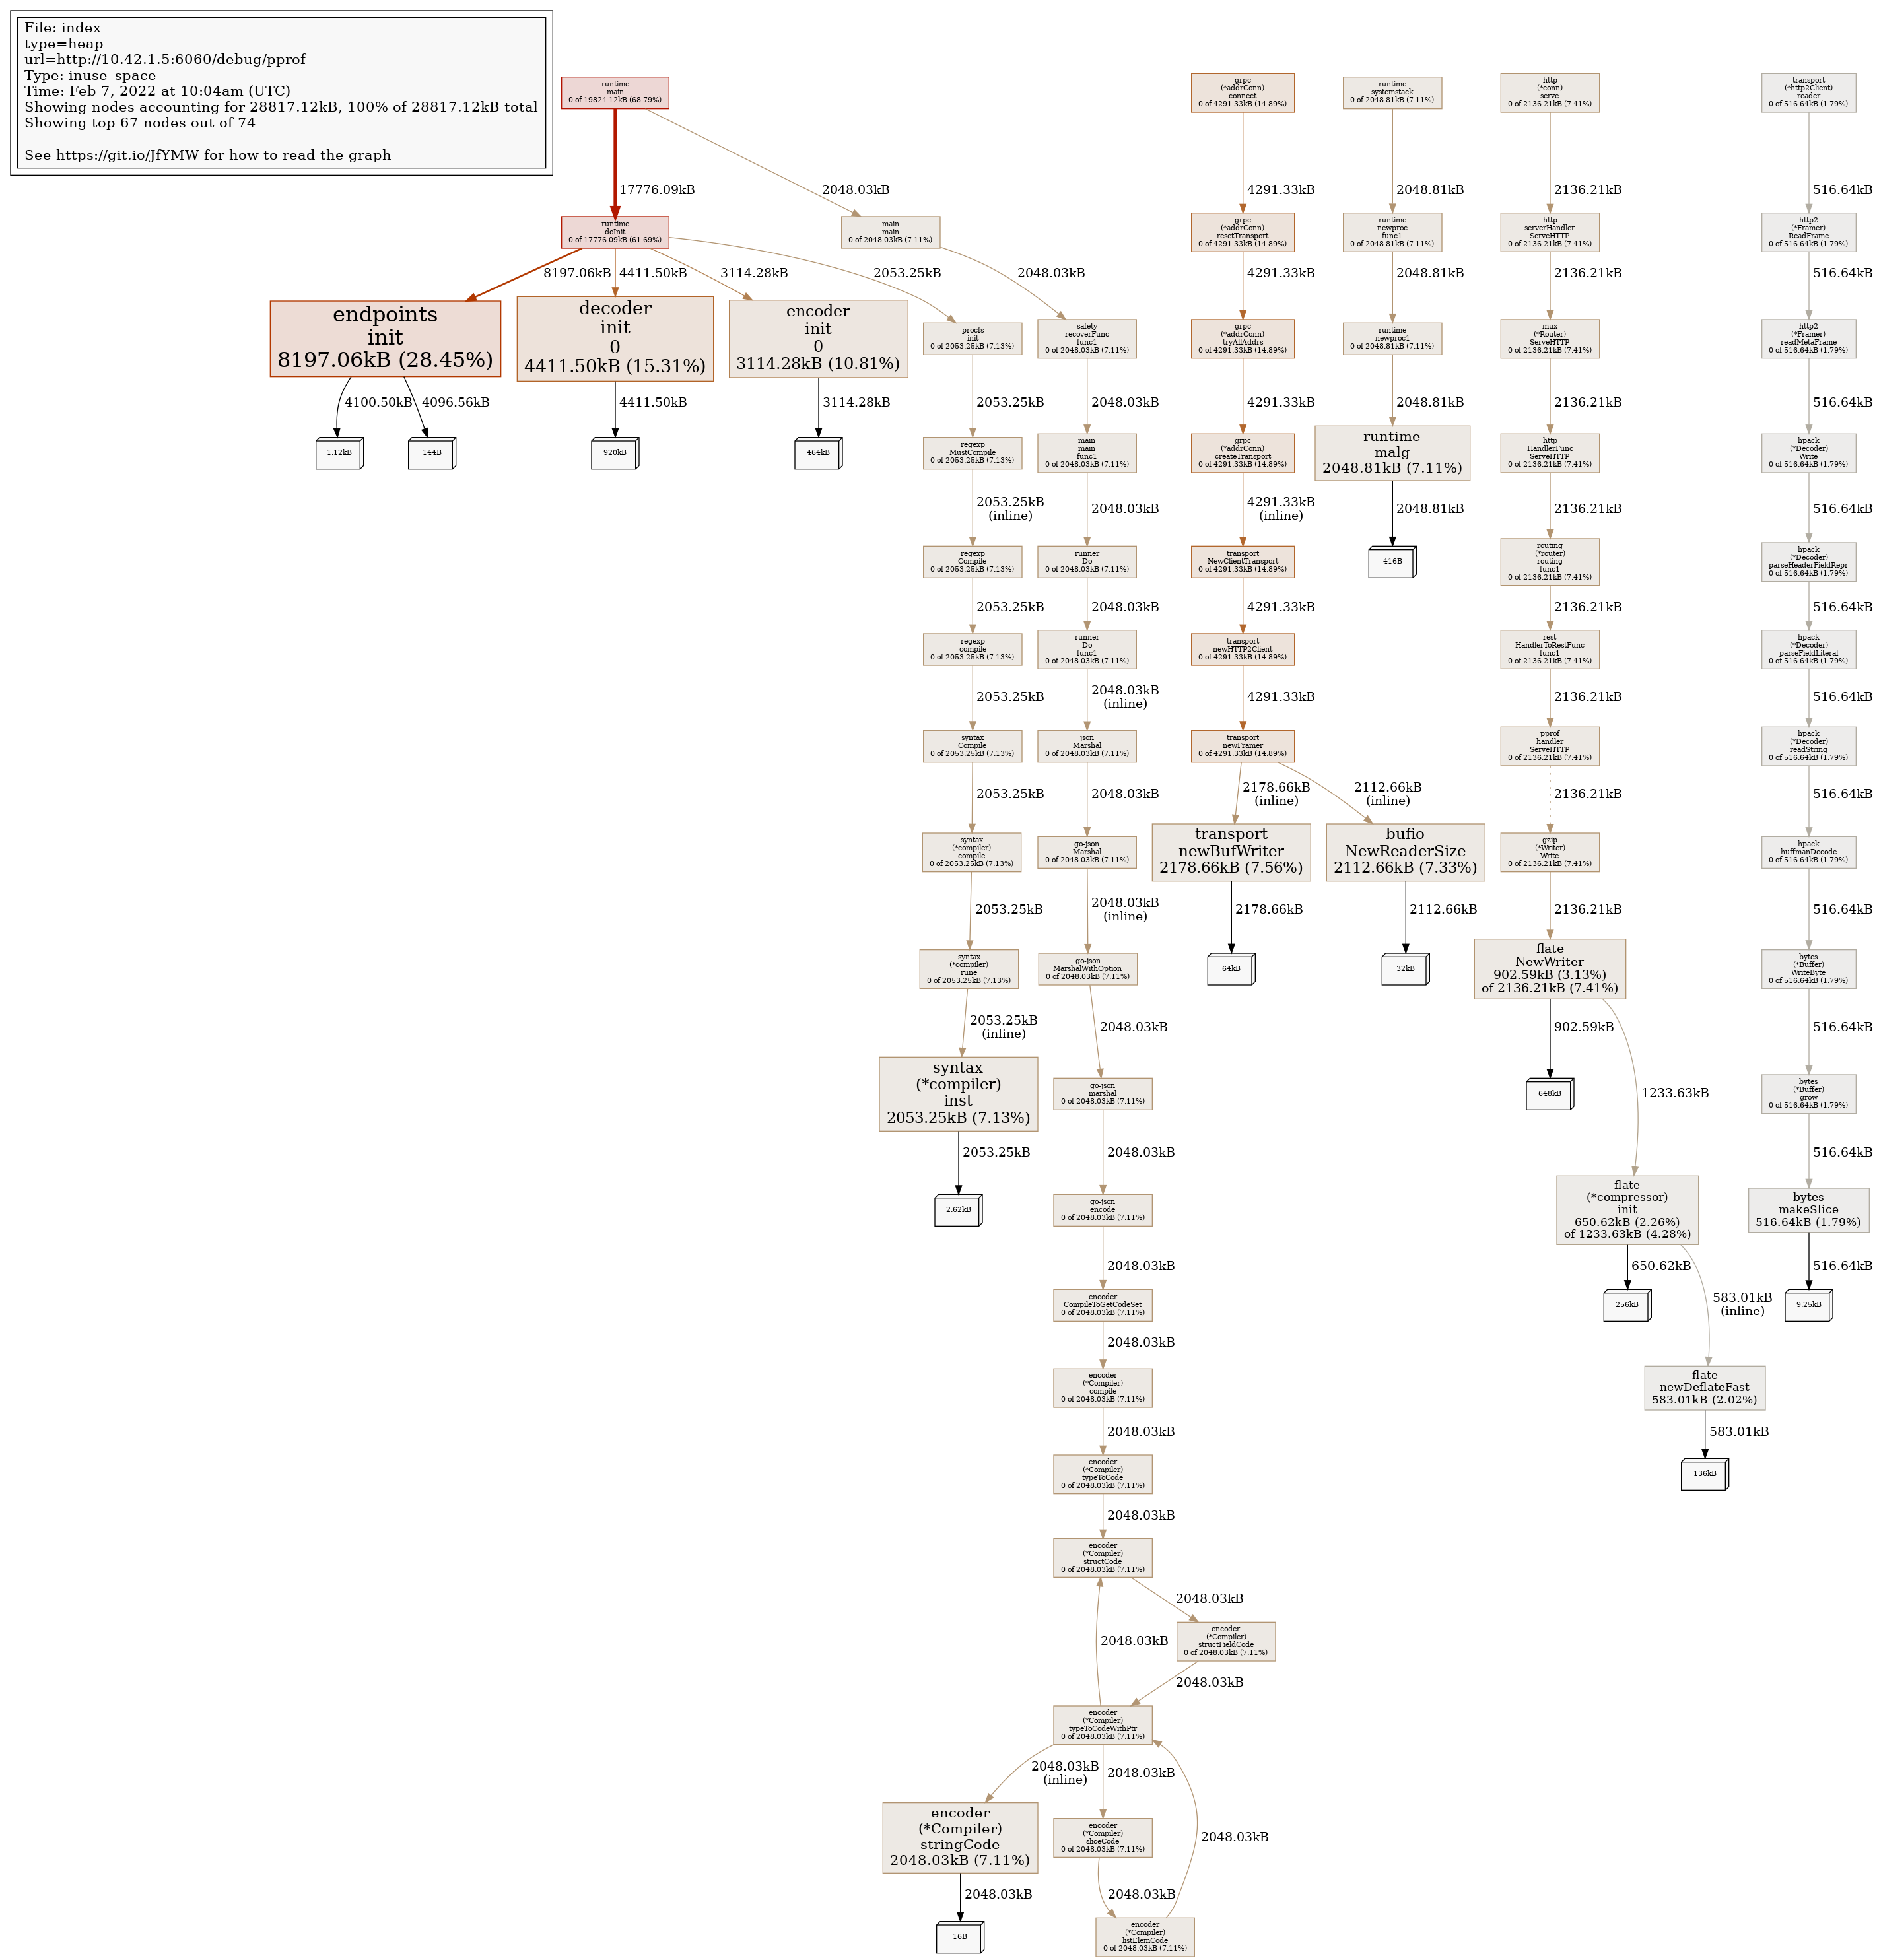 File: index
type=heap
url=http://10.42.1.5:6060/debug/pprof
Type: inuse_space
Time: Feb 7, 2022 at 10:04am (UTC)
Showing nodes accounting for 28817.12kB, 100% of 28817.12kB total
Showing top 67 nodes out of 74
See https://git.io/JfYMW for how to read the graph
runtime
main
0 of 19824.12kB (68.79%)
17776.09kB
2048.03kB
runtime
doInit
0 of 17776.09kB (61.69%)
main
main
0 of 2048.03kB (7.11%)
8197.06kB
4411.50kB
3114.28kB
2053.25kB
2048.03kB
endpoints
init
8197.06kB (28.45%)
4100.50kB
4096.56kB
1.12kB
144B
decoder
init
0
4411.50kB (15.31%)
4411.50kB
920kB
encoder
init
0
3114.28kB (10.81%)
3114.28kB
464kB
procfs
init
0 of 2053.25kB (7.13%)
2053.25kB
regexp
MustCompile
0 of 2053.25kB (7.13%)
2053.25kB
(inline)
regexp
Compile
0 of 2053.25kB (7.13%)
2053.25kB
regexp
compile
0 of 2053.25kB (7.13%)
2053.25kB
syntax
Compile
0 of 2053.25kB (7.13%)
2053.25kB
syntax
(*compiler)
compile
0 of 2053.25kB (7.13%)
2053.25kB
syntax
(*compiler)
rune
0 of 2053.25kB (7.13%)
2053.25kB
(inline)
syntax
(*compiler)
inst
2053.25kB (7.13%)
2053.25kB
2.62kB
safety
recoverFunc
func1
0 of 2048.03kB (7.11%)
2048.03kB
main
main
func1
0 of 2048.03kB (7.11%)
2048.03kB
runner
Do
0 of 2048.03kB (7.11%)
2048.03kB
runner
Do
func1
0 of 2048.03kB (7.11%)
2048.03kB
(inline)
json
Marshal
0 of 2048.03kB (7.11%)
2048.03kB
go-json
Marshal
0 of 2048.03kB (7.11%)
2048.03kB
(inline)
go-json
MarshalWithOption
0 of 2048.03kB (7.11%)
2048.03kB
go-json
marshal
0 of 2048.03kB (7.11%)
2048.03kB
go-json
encode
0 of 2048.03kB (7.11%)
2048.03kB
encoder
CompileToGetCodeSet
0 of 2048.03kB (7.11%)
2048.03kB
encoder
(*Compiler)
compile
0 of 2048.03kB (7.11%)
2048.03kB
encoder
(*Compiler)
typeToCode
0 of 2048.03kB (7.11%)
2048.03kB
encoder
(*Compiler)
structCode
0 of 2048.03kB (7.11%)
2048.03kB
encoder
(*Compiler)
structFieldCode
0 of 2048.03kB (7.11%)
2048.03kB
2048.03kB
encoder
(*Compiler)
typeToCodeWithPtr
0 of 2048.03kB (7.11%)
2048.03kB
(inline)
2048.03kB
encoder
(*Compiler)
stringCode
2048.03kB (7.11%)
2048.03kB
16B
encoder
(*Compiler)
sliceCode
0 of 2048.03kB (7.11%)
2048.03kB
2048.03kB
encoder
(*Compiler)
listElemCode
0 of 2048.03kB (7.11%)
grpc
(*addrConn)
connect
0 of 4291.33kB (14.89%)
4291.33kB
grpc
(*addrConn)
resetTransport
0 of 4291.33kB (14.89%)
4291.33kB
grpc
(*addrConn)
tryAllAddrs
0 of 4291.33kB (14.89%)
4291.33kB
grpc
(*addrConn)
createTransport
0 of 4291.33kB (14.89%)
4291.33kB
(inline)
transport
NewClientTransport
0 of 4291.33kB (14.89%)
4291.33kB
transport
newHTTP2Client
0 of 4291.33kB (14.89%)
4291.33kB
transport
newFramer
0 of 4291.33kB (14.89%)
2178.66kB
(inline)
2112.66kB
(inline)
transport
newBufWriter
2178.66kB (7.56%)
2178.66kB
64kB
bufio
NewReaderSize
2112.66kB (7.33%)
2112.66kB
32kB
runtime
systemstack
0 of 2048.81kB (7.11%)
2048.81kB
runtime
newproc
func1
0 of 2048.81kB (7.11%)
2048.81kB
runtime
newproc1
0 of 2048.81kB (7.11%)
2048.81kB
runtime
malg
2048.81kB (7.11%)
2048.81kB
416B
http
(*conn)
serve
0 of 2136.21kB (7.41%)
2136.21kB
http
serverHandler
ServeHTTP
0 of 2136.21kB (7.41%)
2136.21kB
mux
(*Router)
ServeHTTP
0 of 2136.21kB (7.41%)
2136.21kB
http
HandlerFunc
ServeHTTP
0 of 2136.21kB (7.41%)
2136.21kB
routing
(*router)
routing
func1
0 of 2136.21kB (7.41%)
2136.21kB
rest
HandlerToRestFunc
func1
0 of 2136.21kB (7.41%)
2136.21kB
pprof
handler
ServeHTTP
0 of 2136.21kB (7.41%)
2136.21kB
gzip
(*Writer)
Write
0 of 2136.21kB (7.41%)
2136.21kB
flate
NewWriter
902.59kB (3.13%)
of 2136.21kB (7.41%)
902.59kB
648kB
1233.63kB
flate
(*compressor)
init
650.62kB (2.26%)
of 1233.63kB (4.28%)
650.62kB
256kB
583.01kB
(inline)
flate
newDeflateFast
583.01kB (2.02%)
583.01kB
136kB
transport
(*http2Client)
reader
0 of 516.64kB (1.79%)
516.64kB
http2
(*Framer)
ReadFrame
0 of 516.64kB (1.79%)
516.64kB
http2
(*Framer)
readMetaFrame
0 of 516.64kB (1.79%)
516.64kB
hpack
(*Decoder)
Write
0 of 516.64kB (1.79%)
516.64kB
hpack
(*Decoder)
parseHeaderFieldRepr
0 of 516.64kB (1.79%)
516.64kB
hpack
(*Decoder)
parseFieldLiteral
0 of 516.64kB (1.79%)
516.64kB
hpack
(*Decoder)
readString
0 of 516.64kB (1.79%)
516.64kB
hpack
huffmanDecode
0 of 516.64kB (1.79%)
516.64kB
bytes
(*Buffer)
WriteByte
0 of 516.64kB (1.79%)
516.64kB
bytes
(*Buffer)
grow
0 of 516.64kB (1.79%)
516.64kB
bytes
makeSlice
516.64kB (1.79%)
516.64kB
9.25kB